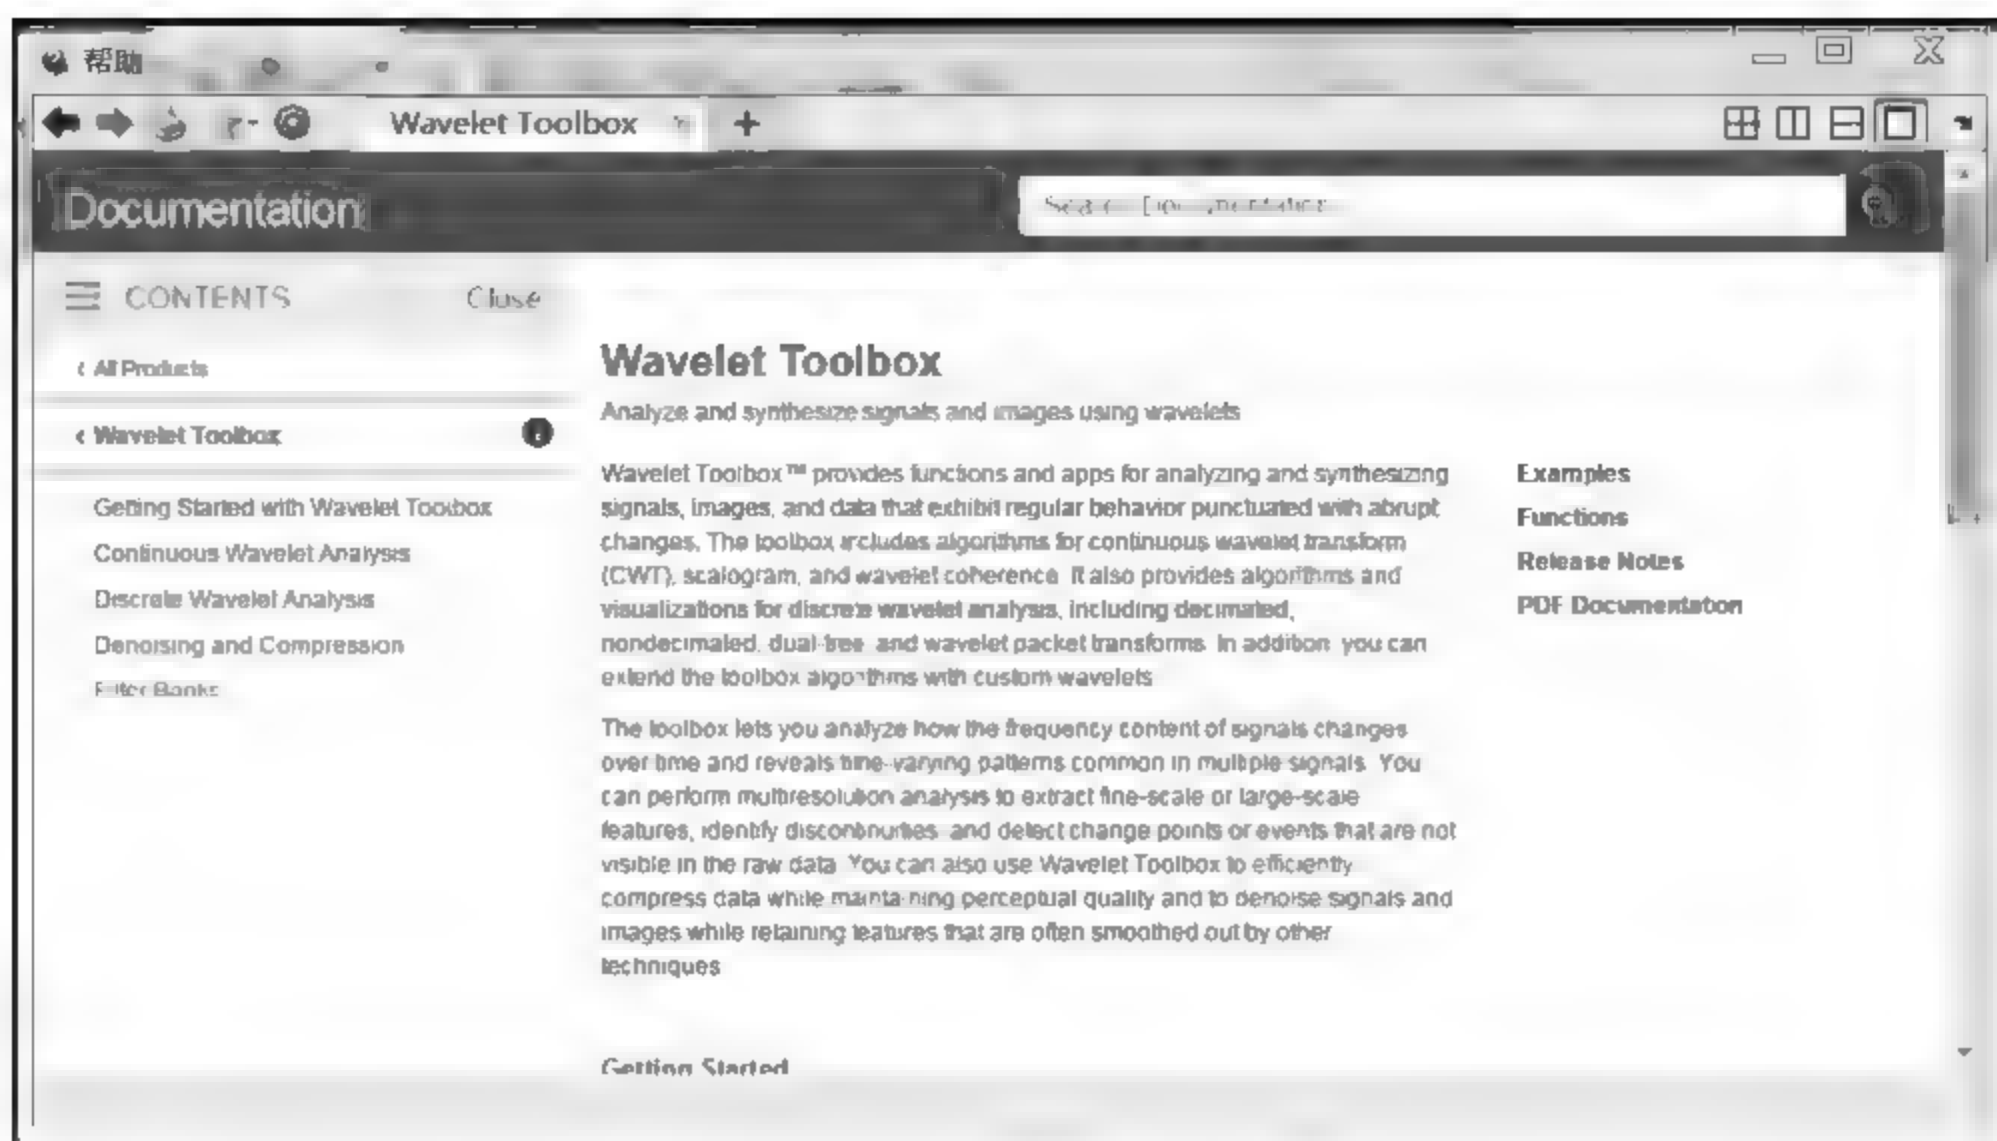 帮助
Wavelet Toolbox
Documentation
Search Documentation
CONTENTS Close
‹ All Products
‹ Wavelet Toolbox
Getting Started with Wavelet Toolbox
Continuous Wavelet Analysis
Discrete Wavelet Analysis
Denoising and Compression
Filter Banks
Wavelet Toolbox
Analyze and synthesize signals and images using wavelets
Wavelet Toolbox™ provides functions and apps for analyzing and synthesizing
signals, images, and data that exhibit regular behavior punctuated with abrupt
changes. The toolbox includes algorithms for continuous wavelet transform
(CWT), scalogram, and wavelet coherence. It also provides algorithms and
visualizations for discrete wavelet analysis, including decimated,
nondecimated, dual-tree, and wavelet packet transforms. In addition, you can
extend the toolbox algorithms with custom wavelets.
The toolbox lets you analyze how the frequency content of signals changes
over time and reveals time-varying patterns common in multiple signals. You
can perform multiresolution analysis to extract fine-scale or large-scale
features, identify discontinuities, and detect change points or events that are not
visible in the raw data. You can also use Wavelet Toolbox to efficiently
compress data while maintaining perceptual quality and to denoise signals and
images while retaining features that are often smoothed out by other
techniques.
Examples
Functions
Release Notes
PDF Documentation
Getting Started